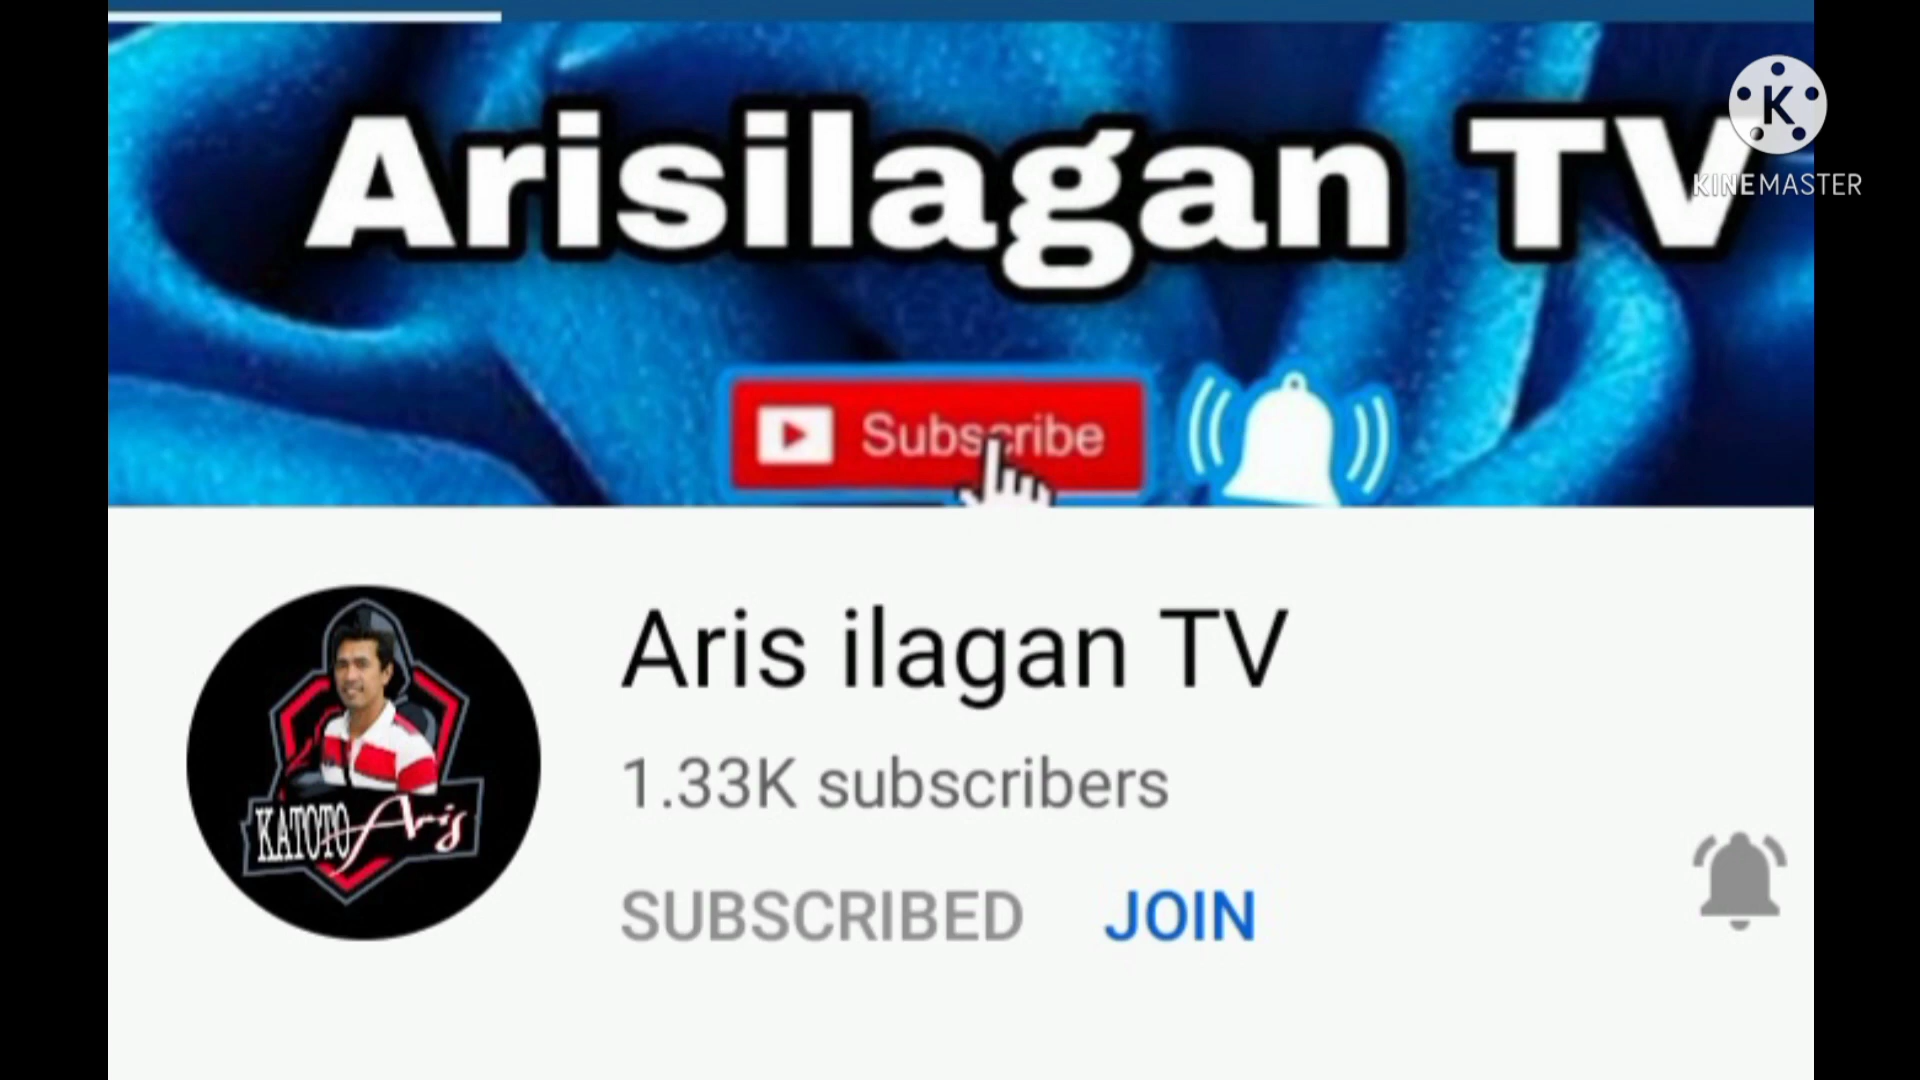 Arisilagan TV
K
KINEMASTER
Subscribe
Aris ilagan TV
1.33K subscribers
KATOTO Aris
SUBSCRIBED JOIN